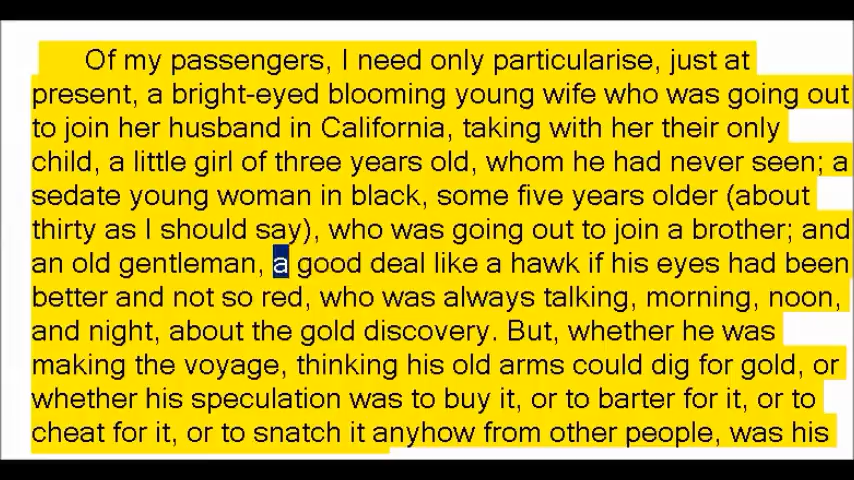 Of my passengers, I need only particularise, just at
present, a bright-eyed blooming young wife who was going out
to join her husband in California, taking with her their only
child, a little girl of three years old, whom he had never seen; a
sedate young woman in black, some five years older (about
thirty as I should say), who was going out to join a brother; and
an old gentleman, a good deal like a hawk if his eyes had been
better and not so red, who was always talking, morning, noon,
and night, about the gold discovery. But, whether he was
making the voyage, thinking his old arms could dig for gold, or
whether his speculation was to buy it, or to barter for it, or to
cheat for it, or to snatch it anyhow from other people, was his